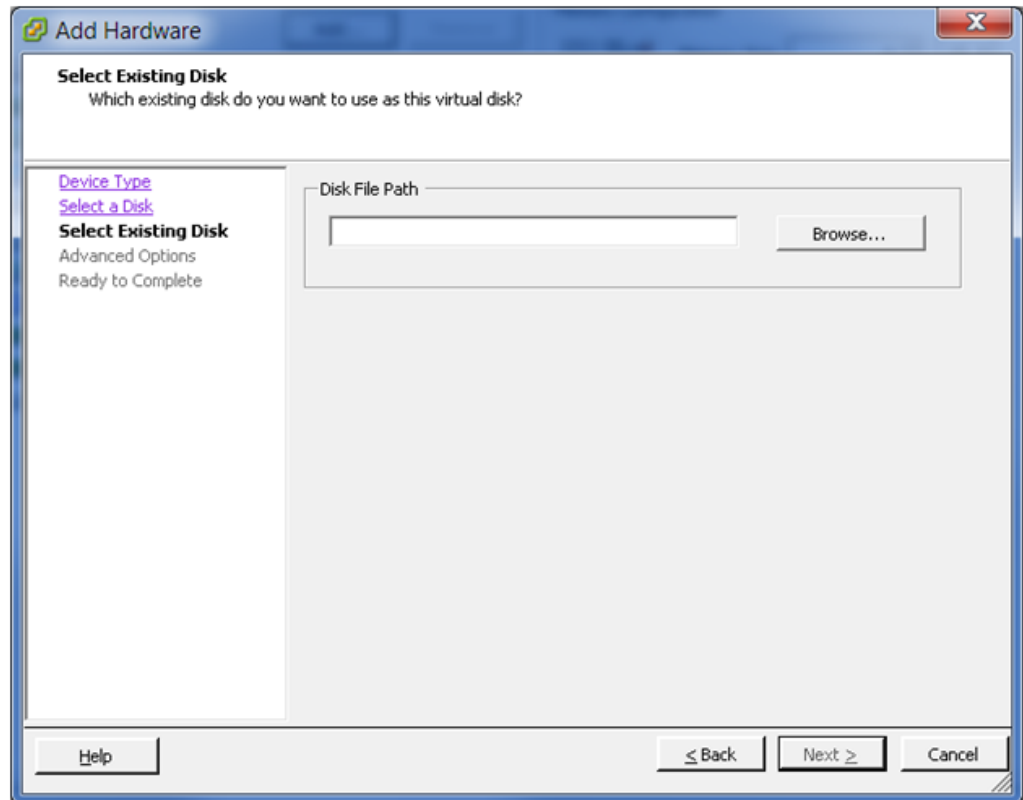 Add Hardware
X
Select Existing Disk
Which existing disk do you want to use as this virtual disk?
Device Type
Select a Disk
Select Existing Disk
Advanced Options
Ready to Complete
Disk File Path
Browse...
Help
< Back
Next >
Cancel